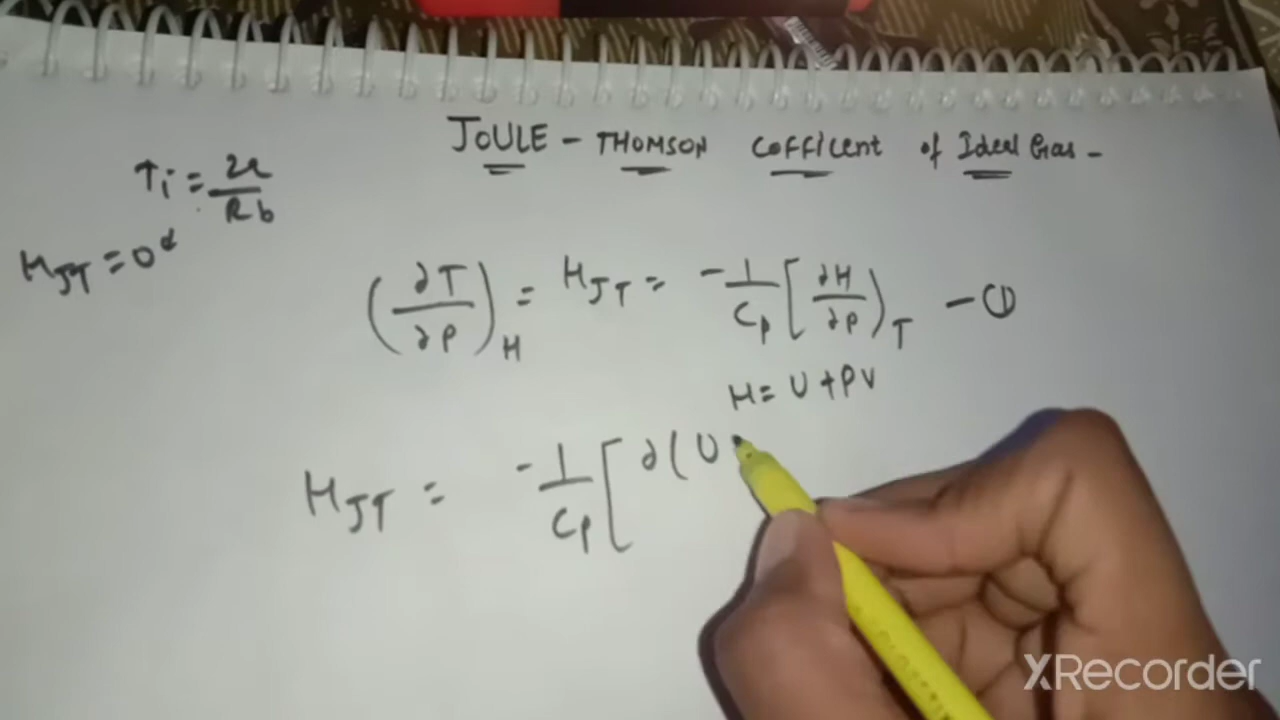 JOULE - THOMSON COFFICENT of Ideal Gas -
Ti = 2a / Rb
μJT = 0
(∂T/∂P)H = μJT = -1/Cp [∂H/∂P)T - ①
H = U + PV
μJT = -1/Cp [ ∂(U
XRecorder